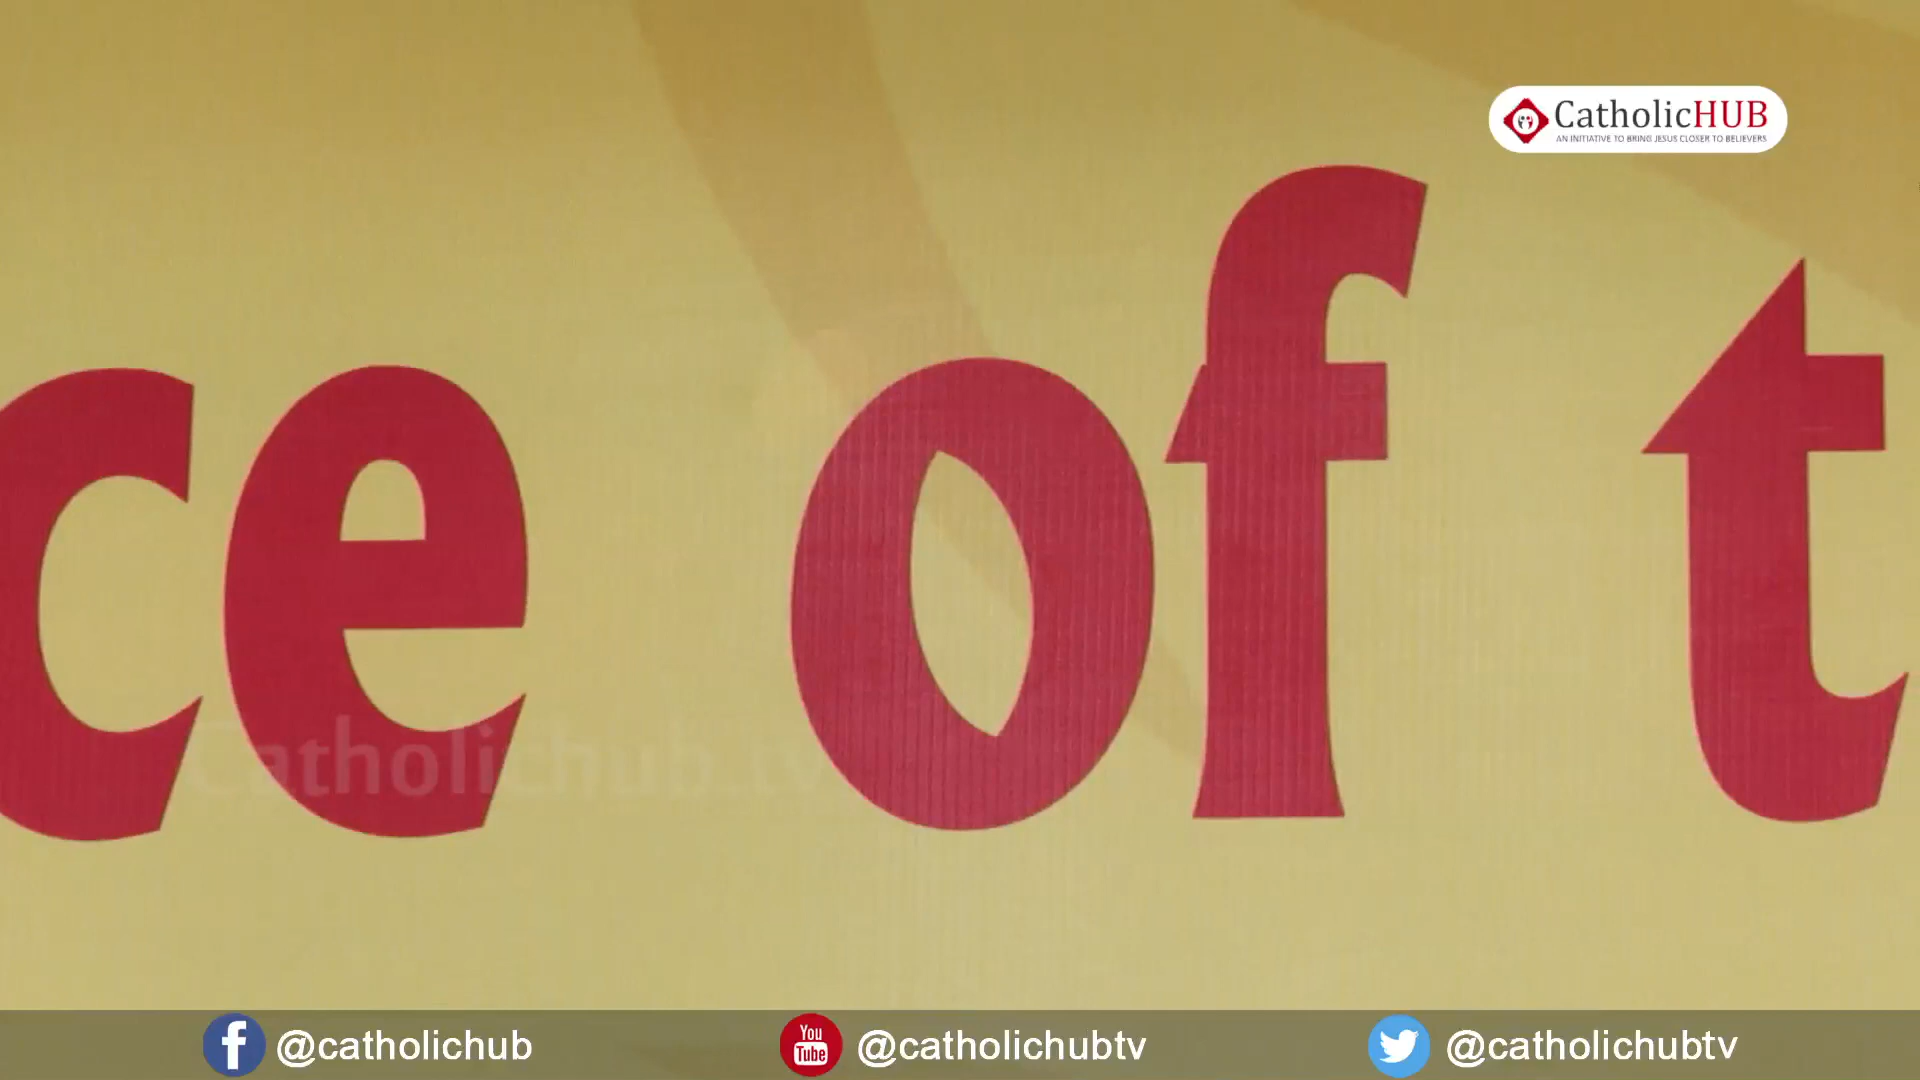 CatholicHUB
AN INITIATIVE TO BRING JESUS CLOSER TO BELIEVERS
ce of t
Catholichub.tv
@catholichub
You
Tube
@catholichubtv
@catholichubtv